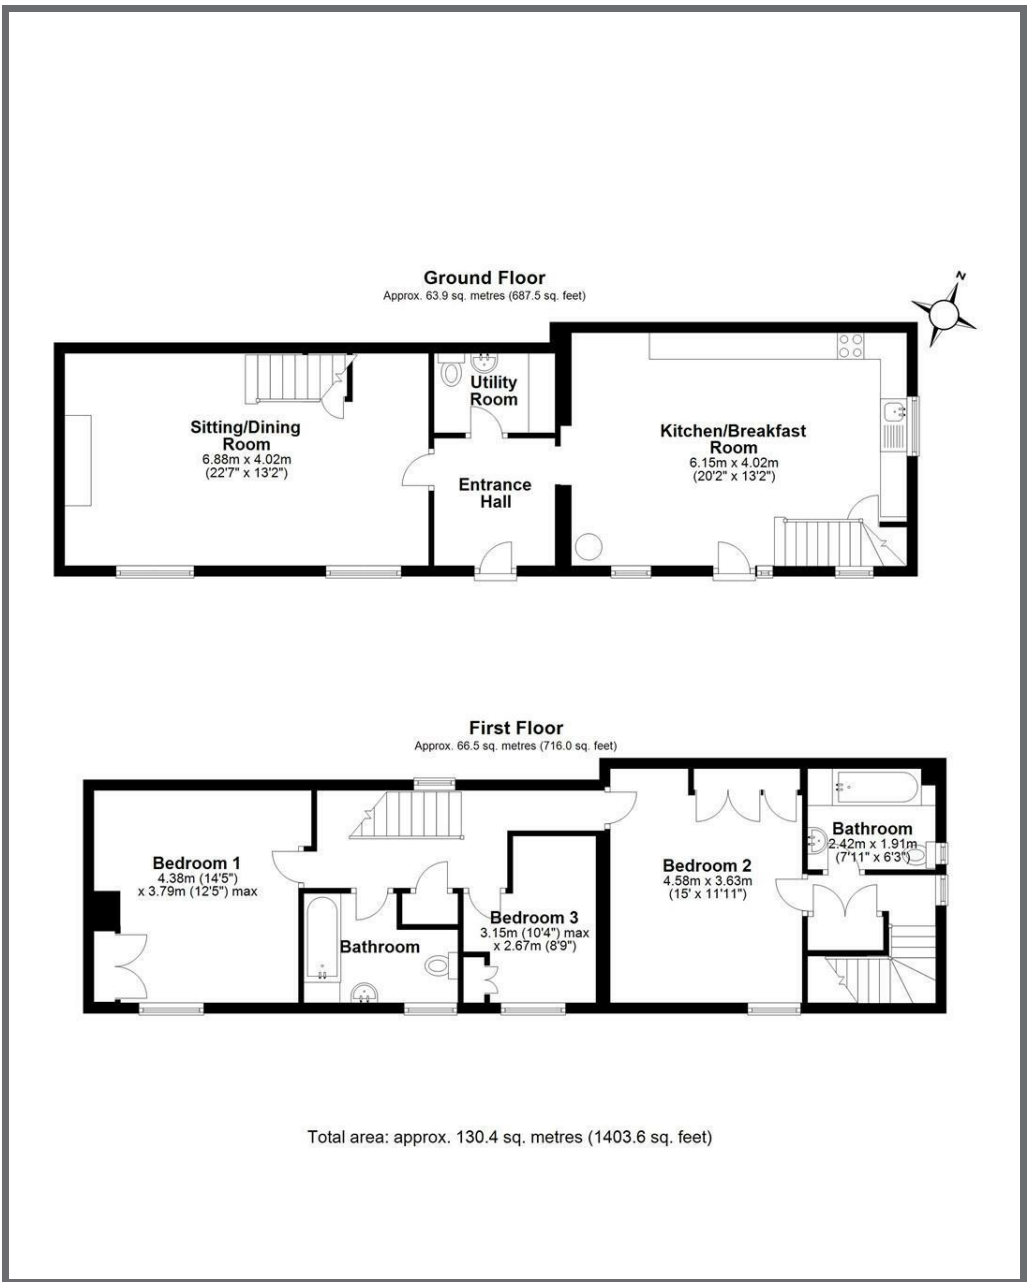 Ground Floor
Approx. 63.9 sq. metres (687.5 sq. feet)
N
Utility
Room
Sitting/Dining
Room
6.88m x 4.02m
(22'7" x 13'2")
Kitchen/Breakfast
Room
6.15m x 4.02m
(20'2" x 13'2")
Entrance
Hall
First Floor
Approx. 66.5 sq. metres (716.0 sq. feet)
Bedroom 1
4.38m (14'5")
x 3.79m (12'5") max
Bathroom
Bedroom 3
3.15m (10'4") max
x 2.67m (8'9")
Bedroom 2
4.58m x 3.63m
(15' x 11'11")
Bathroom
2.42m x 1.91m
(7'11" x 6'3")
Total area: approx. 130.4 sq. metres (1403.6 sq. feet)